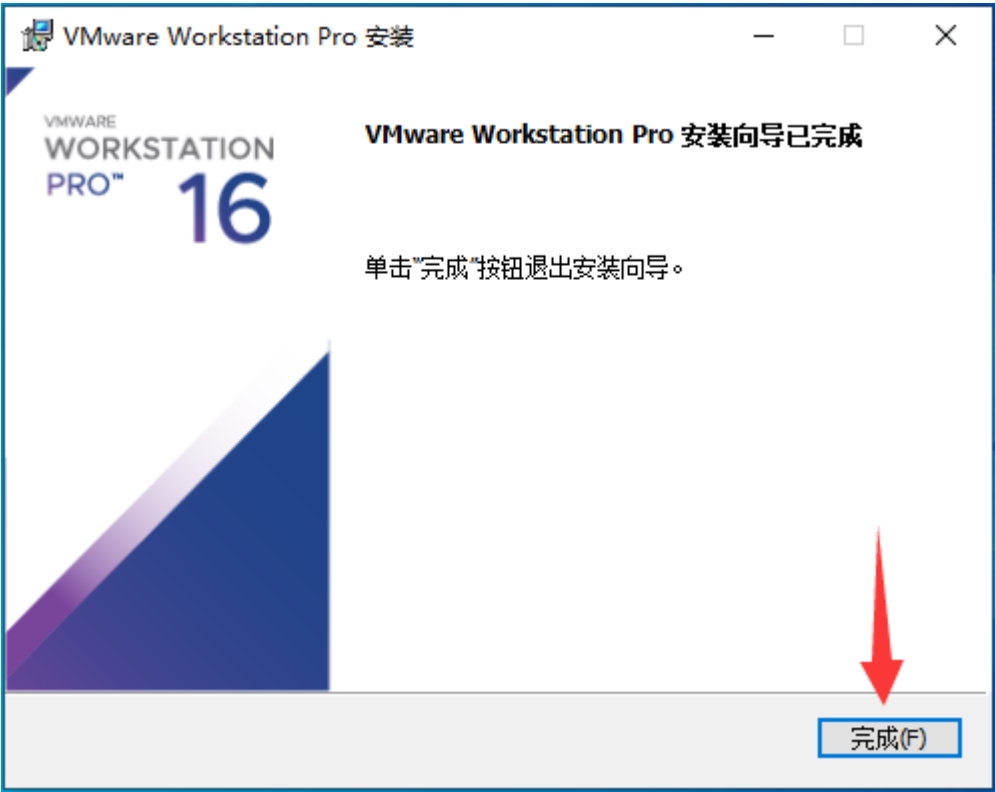 VMware Workstation Pro 安装
VMWARE
WORKSTATION
PRO™ 16
VMware Workstation Pro 安装向导已完成
单击"完成"按钮退出安装向导。
完成(F)